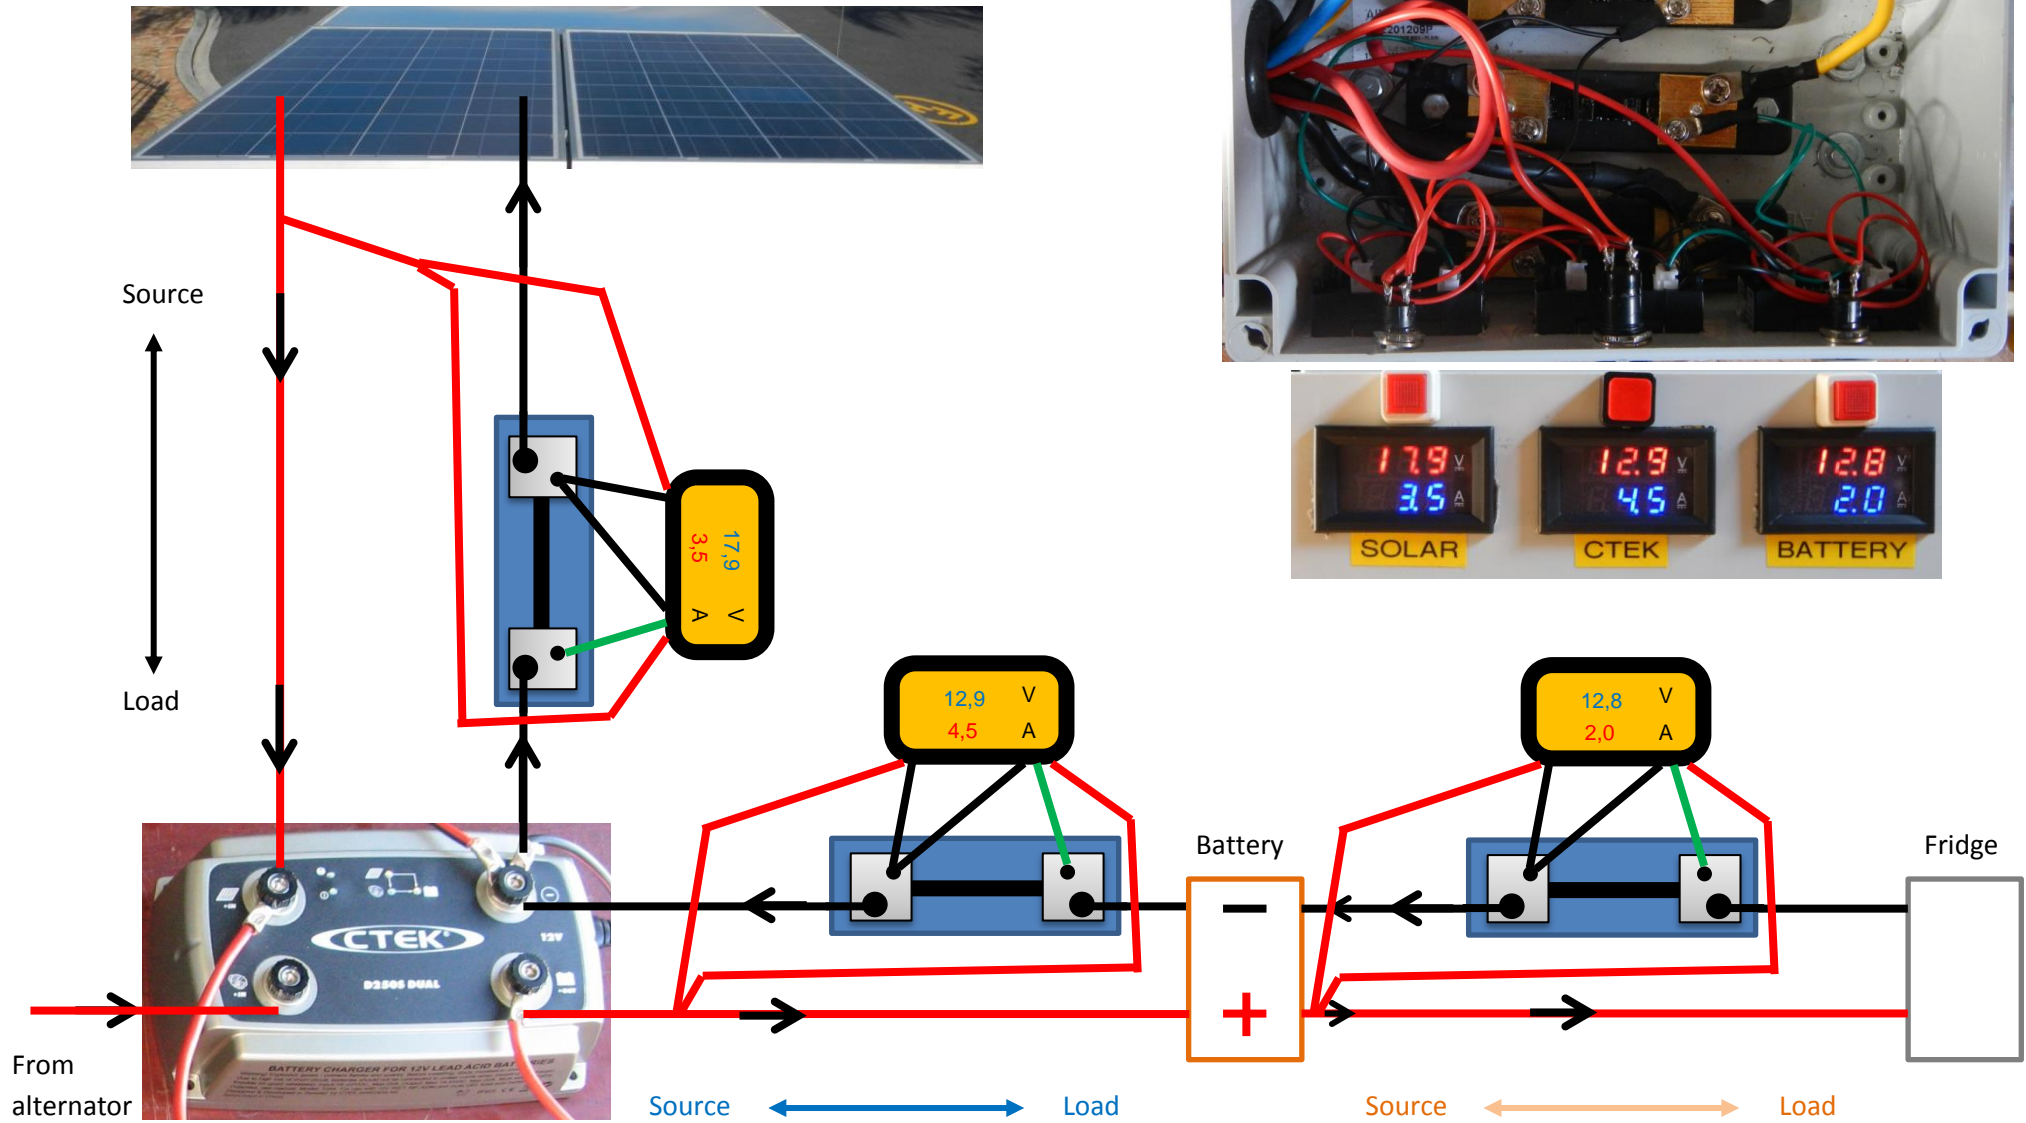 201209P
Source
17.9 V
12.9 V
12.8 V
3.5 A
4.5 A
2.0 A
SOLAR
CTEK
BATTERY
17,9 V
3,5 A
Load
12,9 V
4,5 A
12,8 V
2,0 A
Battery
Fridge
CTEK
12V
D250S DUAL
From
alternator
BATTERY CHARGER FOR 12V LEAD ACID BATTERIES
Source
Load
Source
Load